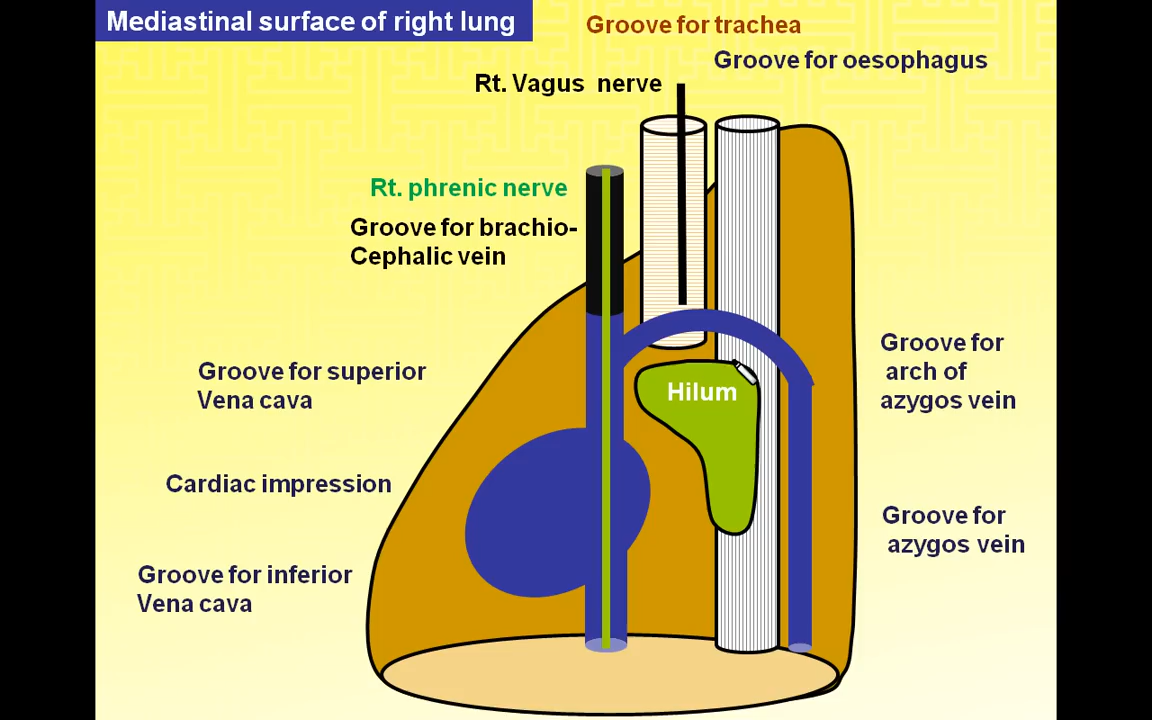 Mediastinal surface of right lung
Groove for trachea
Groove for oesophagus
Rt. Vagus nerve
Rt. phrenic nerve
Groove for brachio-
Cephalic vein
Groove for superior
Vena cava
Cardiac impression
Groove for inferior
Vena cava
Hilum
Groove for
arch of
azygos vein
Groove for
azygos vein